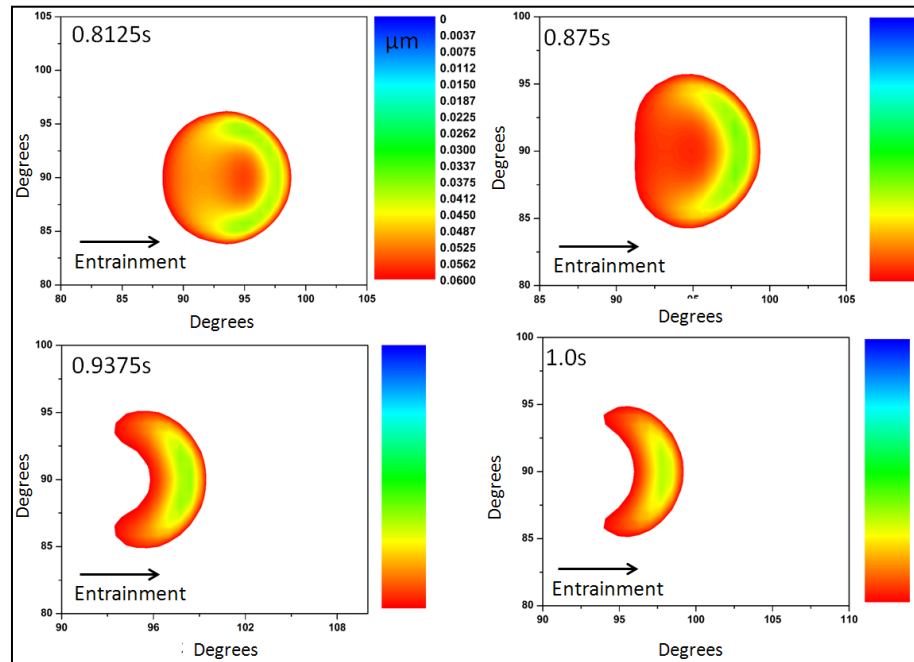 0.8125s
µm
0
0.0037
0.0075
0.0112
0.0150
0.0187
0.0225
0.0262
0.0300
0.0337
0.0375
0.0412
0.0450
0.0487
0.0525
0.0562
0.0600
105
100
95
90
85
80
Degrees
Entrainment
80 85 90 95 100 105
Degrees
0.875s
100
95
90
85
80
Degrees
Entrainment
85 90 95 100 105
Degrees
0.9375s
100
95
90
85
80
Degrees
Entrainment
90 96 102 108
Degrees
1.0s
100
95
90
85
80
Degrees
Entrainment
90 95 100 105 110
Degrees